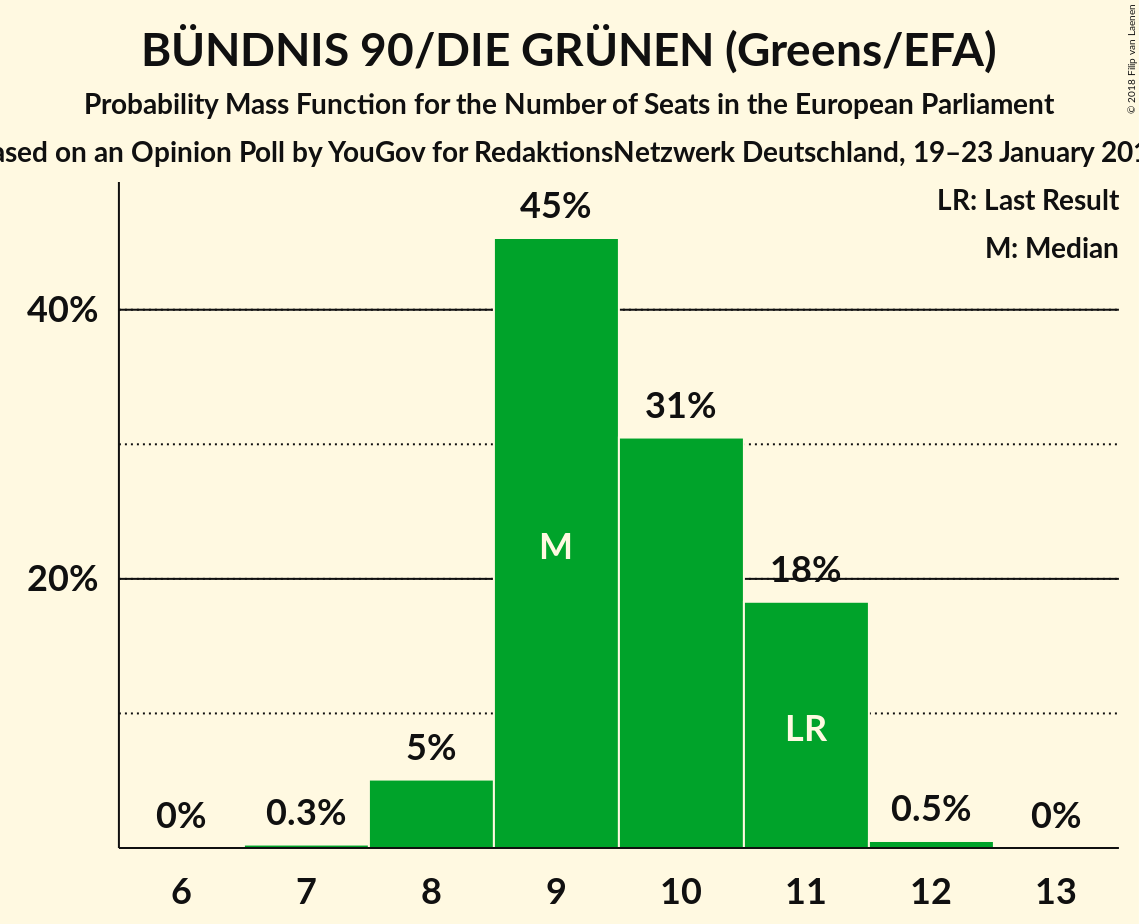 BÜNDNIS 90/DIE GRÜNEN (Greens/EFA)
Probability Mass Function for the Number of Seats in the European Parliament
ased on an Opinion Poll by YouGov for RedaktionsNetzwerk Deutschland, 19–23 January 201
© 2018 Filip van Laenen
LR: Last Result
M: Median
45%
40%
31%
M
20%
18%
LR
5%
0%
0.3%
0.5%
0%
6 7 8 9 10 11 12 13